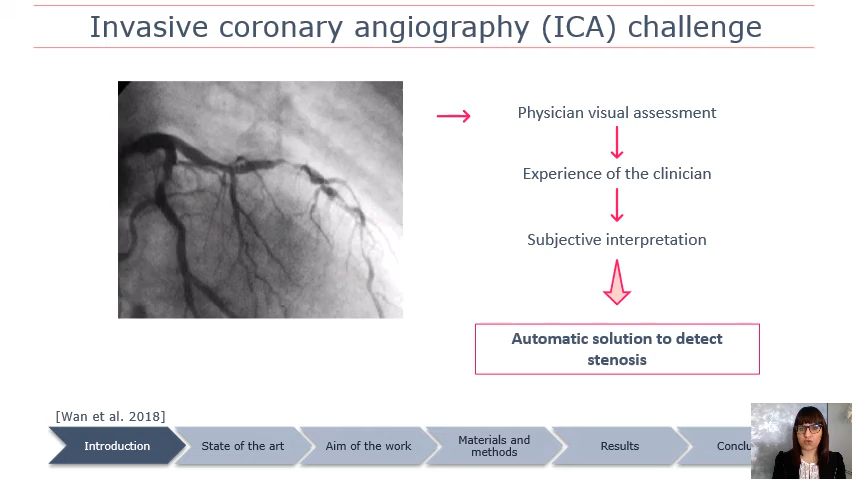 Invasive coronary angiography (ICA) challenge
Physician visual assessment
Experience of the clinician
Subjective interpretation
Automatic solution to detect
stenosis
[Wan et al. 2018]
Introduction
State of the art
Aim of the work
Materials and
methods
Results
Conclu